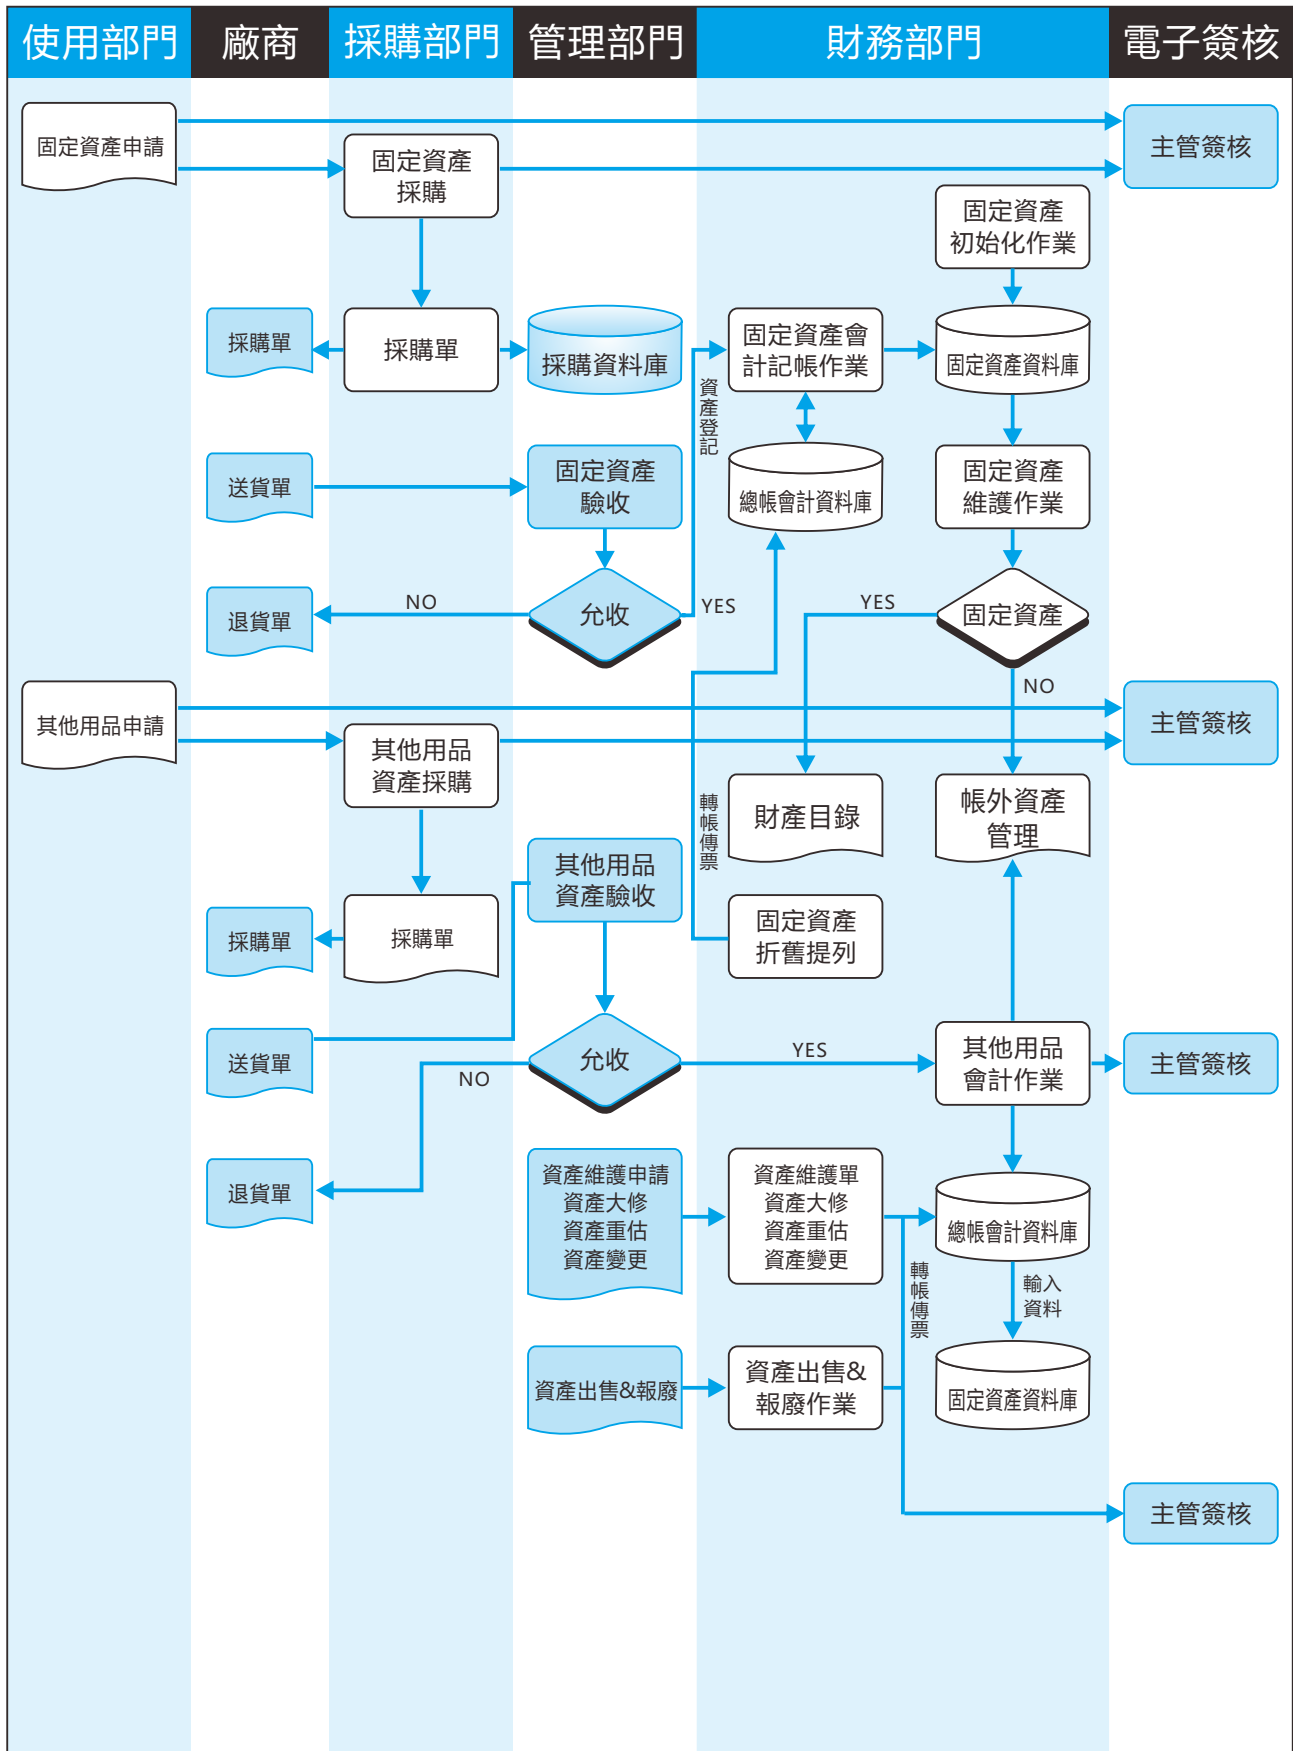 使用部門
廠商
採購部門
管理部門
財務部門
電子簽核
固定資產申請
固定資產
採購
主管簽核
固定資產
初始化作業
採購單
採購單
採購資料庫
固定資產會
計記帳作業
固定資產資料庫
資產登記
送貨單
固定資產
驗收
總帳會計資料庫
固定資產
維護作業
退貨單
NO
允收
YES
YES
固定資產
NO
其他用品申請
其他用品
資產採購
主管簽核
轉帳傳票
財產目錄
帳外資產
管理
其他用品
資產驗收
採購單
採購單
固定資產
折舊提列
送貨單
NO
允收
YES
其他用品
會計作業
主管簽核
退貨單
資產維護申請
資產大修
資產重估
資產變更
資產維護單
資產大修
資產重估
資產變更
總帳會計資料庫
轉帳傳票
輸入
資料
資產出售&報廢
資產出售&
報廢作業
固定資產資料庫
主管簽核